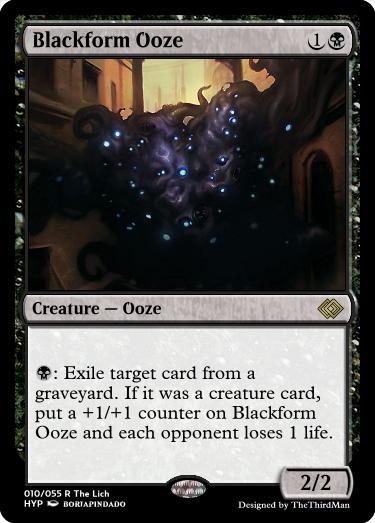 Blackform Ooze 1
Creature — Ooze
: Exile target card from a
graveyard. If it was a creature card,
put a +1/+1 counter on Blackform
Ooze and each opponent loses 1 life.
2/2
010/055 R The Lich
HYP BORJAPINDADO
Designed by TheThirdMan